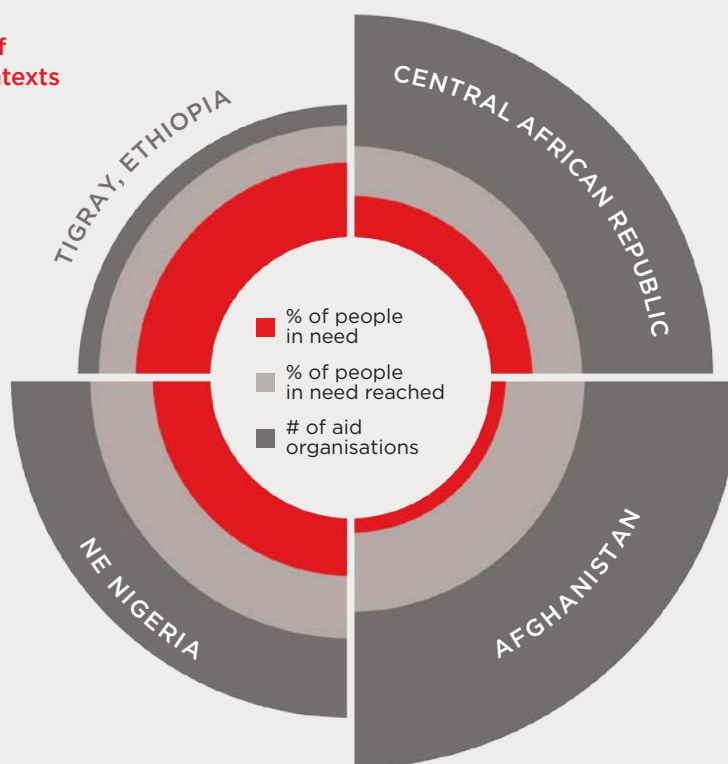 f
texts
TIGRAY, ETHIOPIA
CENTRAL AFRICAN REPUBLIC
% of people
in need
% of people
in need reached
# of aid
organisations
NE NIGERIA
AFGHANISTAN